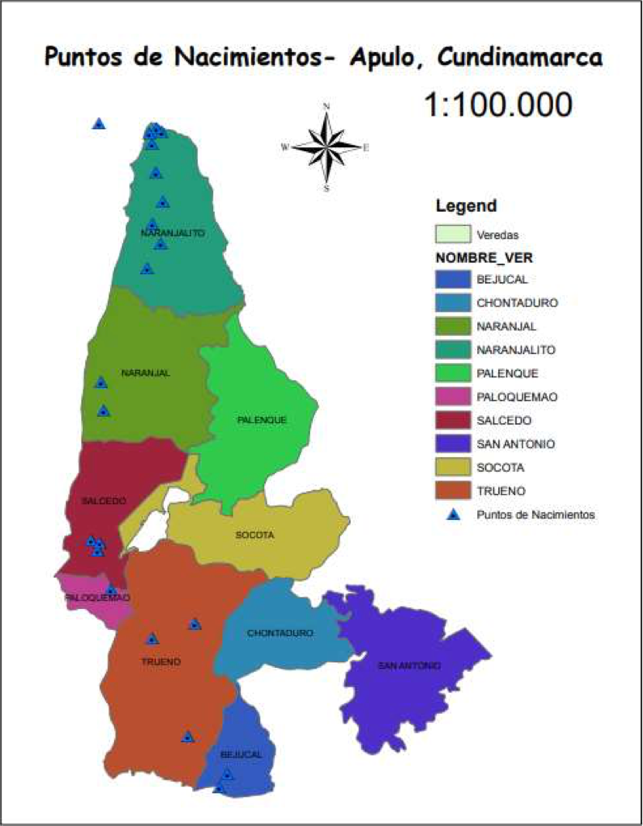 Puntos de Nacimientos- Apulo, Cundinamarca
1:100.000
N
W
E
S
Legend
Veredas
NOMBRE_VER
BEJUCAL
CHONTADURO
NARANJAL
NARANJALITO
PALENQUE
PALOQUEMAO
SALCEDO
SAN ANTONIO
SOCOTA
TRUENO
Puntos de Nacimientos
NARANJALITO
NARANJAL
PALENQUE
SALCEDO
SOCOTA
PALOQUEMAO
CHONTADURO
TRUENO
SAN ANTONIO
BEJUCAL